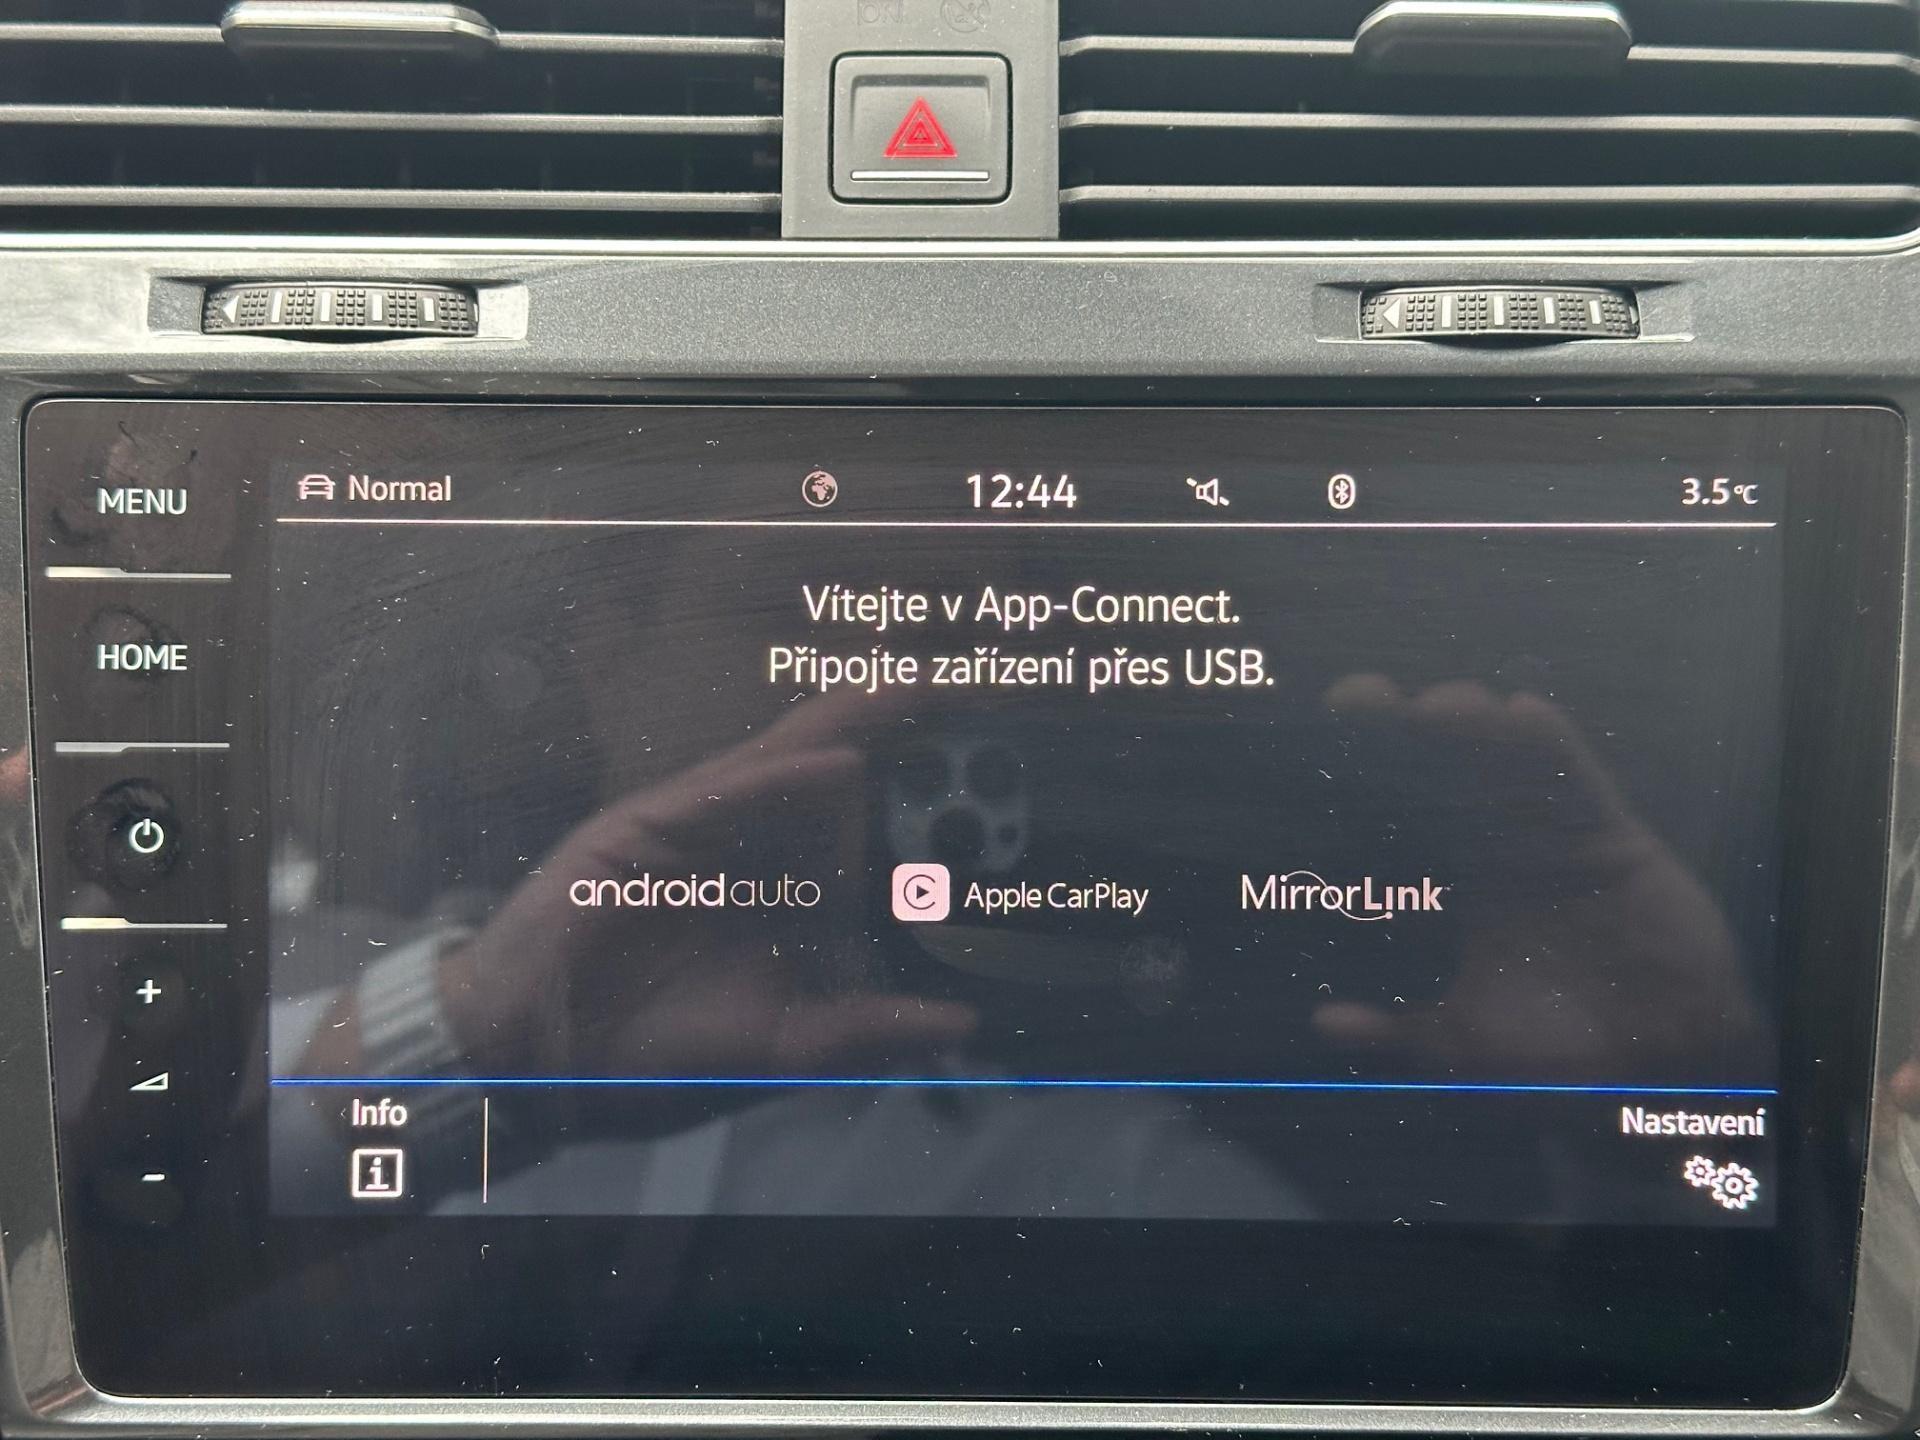 Normal
12:44
3.5°C
MENU
HOME
Vítejte v App-Connect.
Připojte zařízení přes USB.
androidauto
Apple CarPlay
MirrorLink
Info
Nastavení